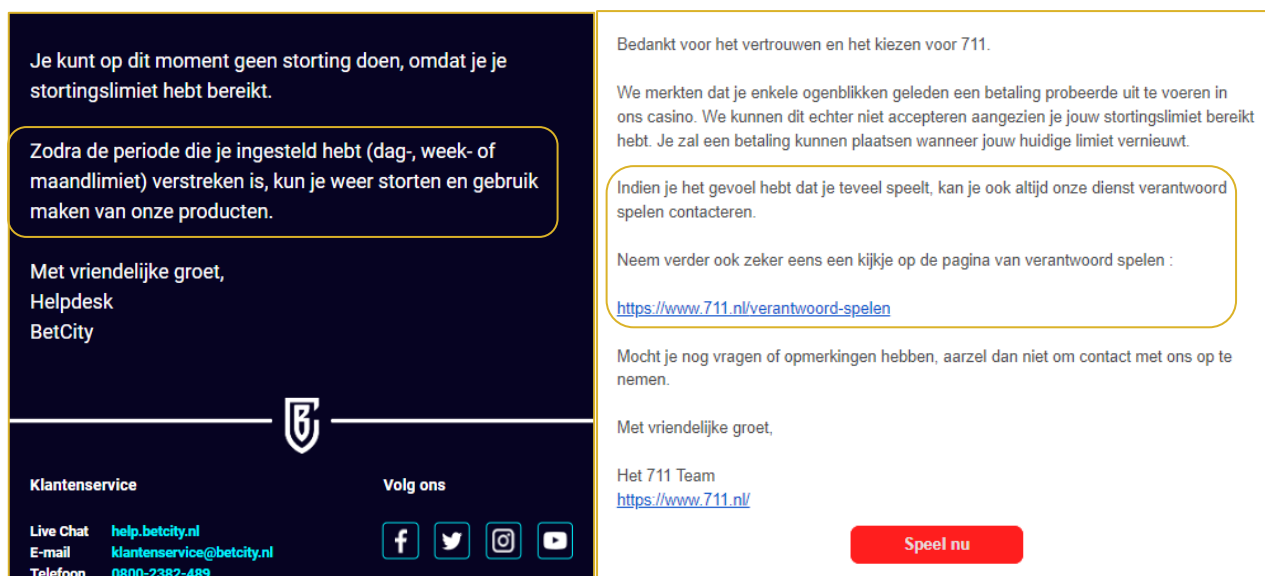 Je kunt op dit moment geen storting doen, omdat je je
stortingslimiet hebt bereikt.
Zodra de periode die je ingesteld hebt (dag-, week- of
maandlimiet) verstreken is, kun je weer storten en gebruik
maken van onze producten.
Met vriendelijke groet,
Helpdesk
BetCity
Klantenservice
Live Chat help.betcity.nl
E-mail klantenservice@betcity.nl
Telefoon 0800-2382-489
Volg ons
Bedankt voor het vertrouwen en het kiezen voor 711.
We merkten dat je enkele ogenblikken geleden een betaling probeerde uit te voeren in
ons casino. We kunnen dit echter niet accepteren aangezien je jouw stortingslimiet bereikt
hebt. Je zal een betaling kunnen plaatsen wanneer jouw huidige limiet vernieuwt.
Indien je het gevoel hebt dat je teveel speelt, kan je ook altijd onze dienst verantwoord
spelen contacteren.
Neem verder ook zeker eens een kijkje op de pagina van verantwoord spelen :
https://www.711.nl/verantwoord-spelen
Mocht je nog vragen of opmerkingen hebben, aarzel dan niet om contact met ons op te
nemen.
Met vriendelijke groet,
Het 711 Team
https://www.711.nl/
Speel nu